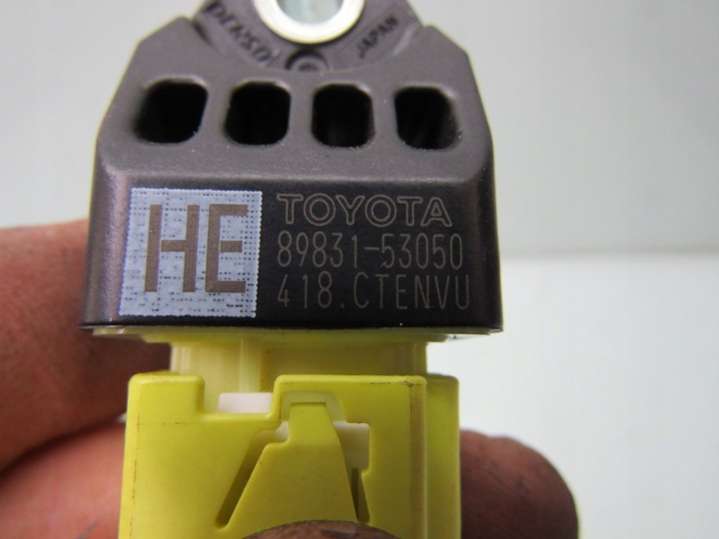 DENSO
JAPAN
HE
TOYOTA
89831-53050
418.CTENVU